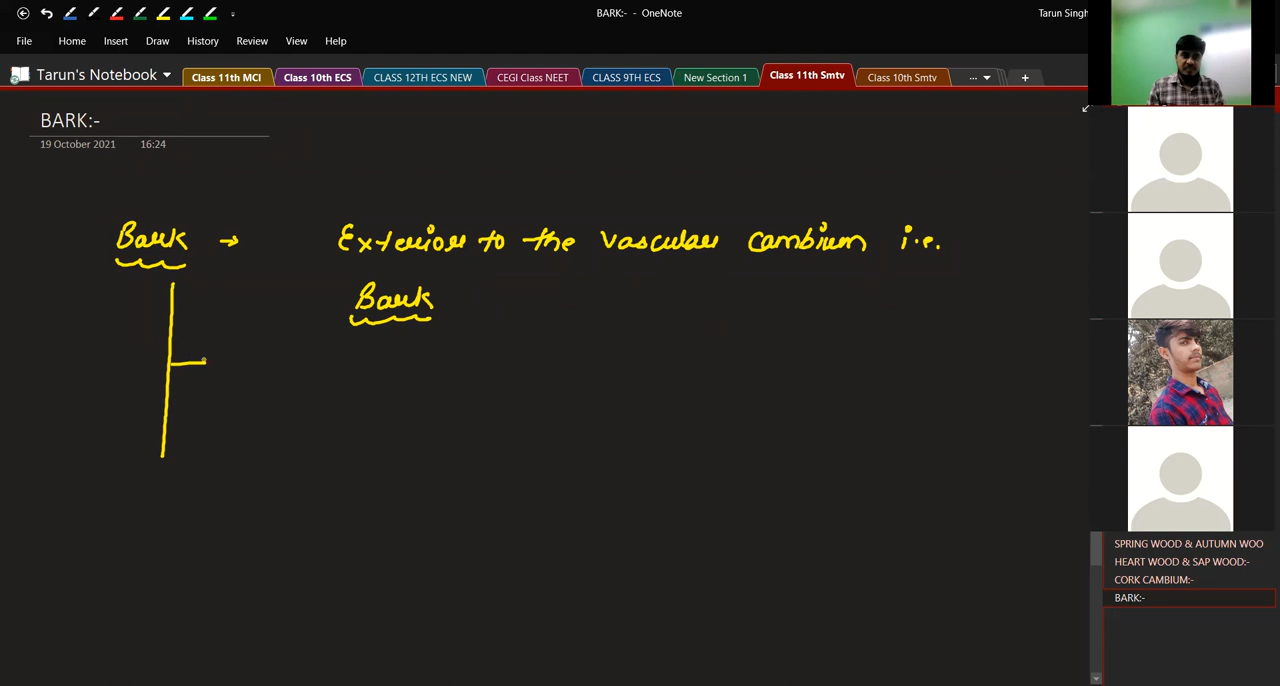 BARK:- - OneNote
Tarun Singh
File Home Insert Draw History Review View Help
Tarun's Notebook
Class 11th MCI
Class 10th ECS
CLASS 12TH ECS NEW
CEGI Class NEET
CLASS 9TH ECS
New Section 1
Class 11th Smtv
Class 10th Smtv
...
BARK:-
19 October 2021 16:24
Bark → Exterior to the vascular cambium i.e.
Bark
SPRING WOOD & AUTUMN WOO
HEART WOOD & SAP WOOD:-
CORK CAMBIUM:-
BARK:-